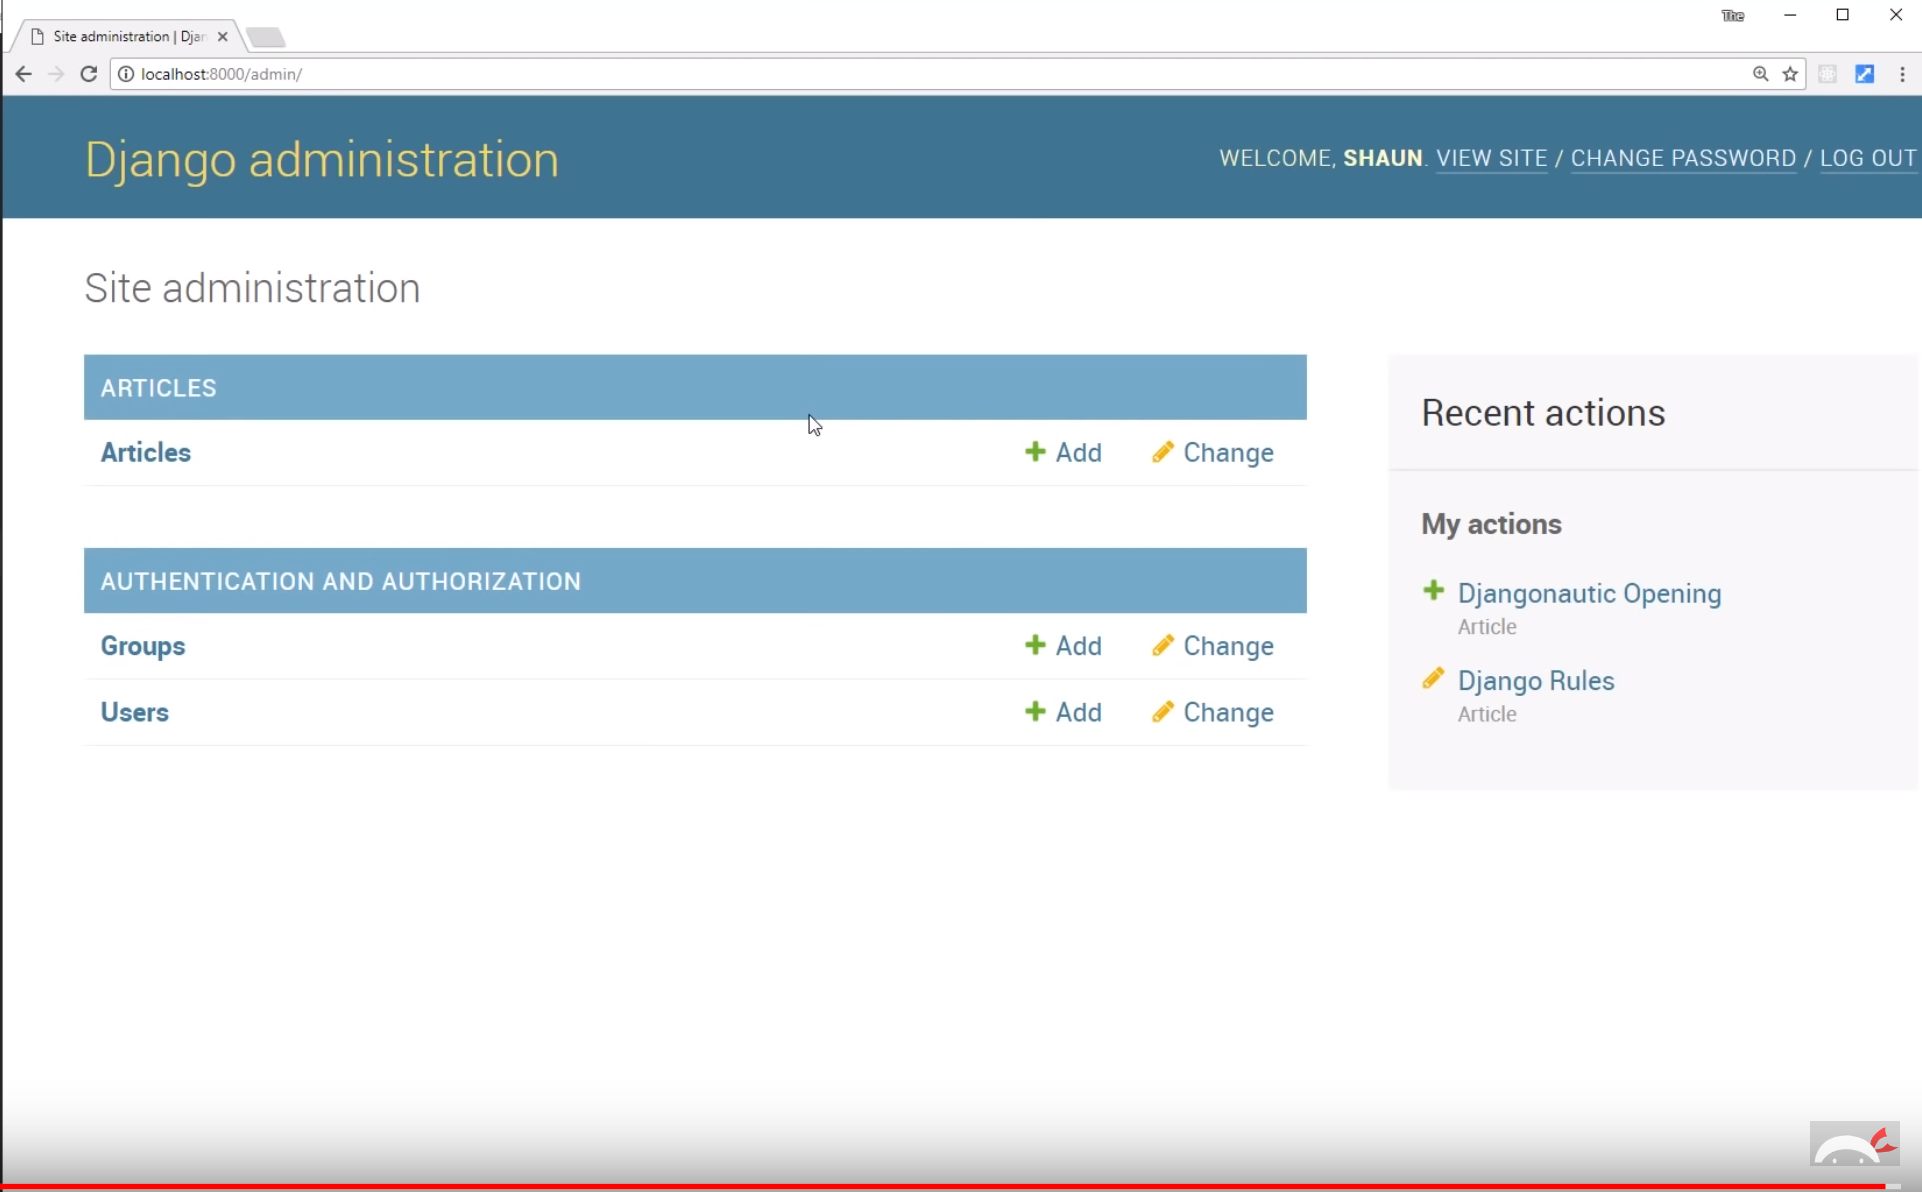 The
Site administration | Djan
localhost:8000/admin/
Django administration
WELCOME, SHAUN. VIEW SITE / CHANGE PASSWORD / LOG OUT
Site administration
ARTICLES
Articles Add Change
AUTHENTICATION AND AUTHORIZATION
Groups Add Change
Users Add Change
Recent actions
My actions
Djangonautic Opening
Article
Django Rules
Article